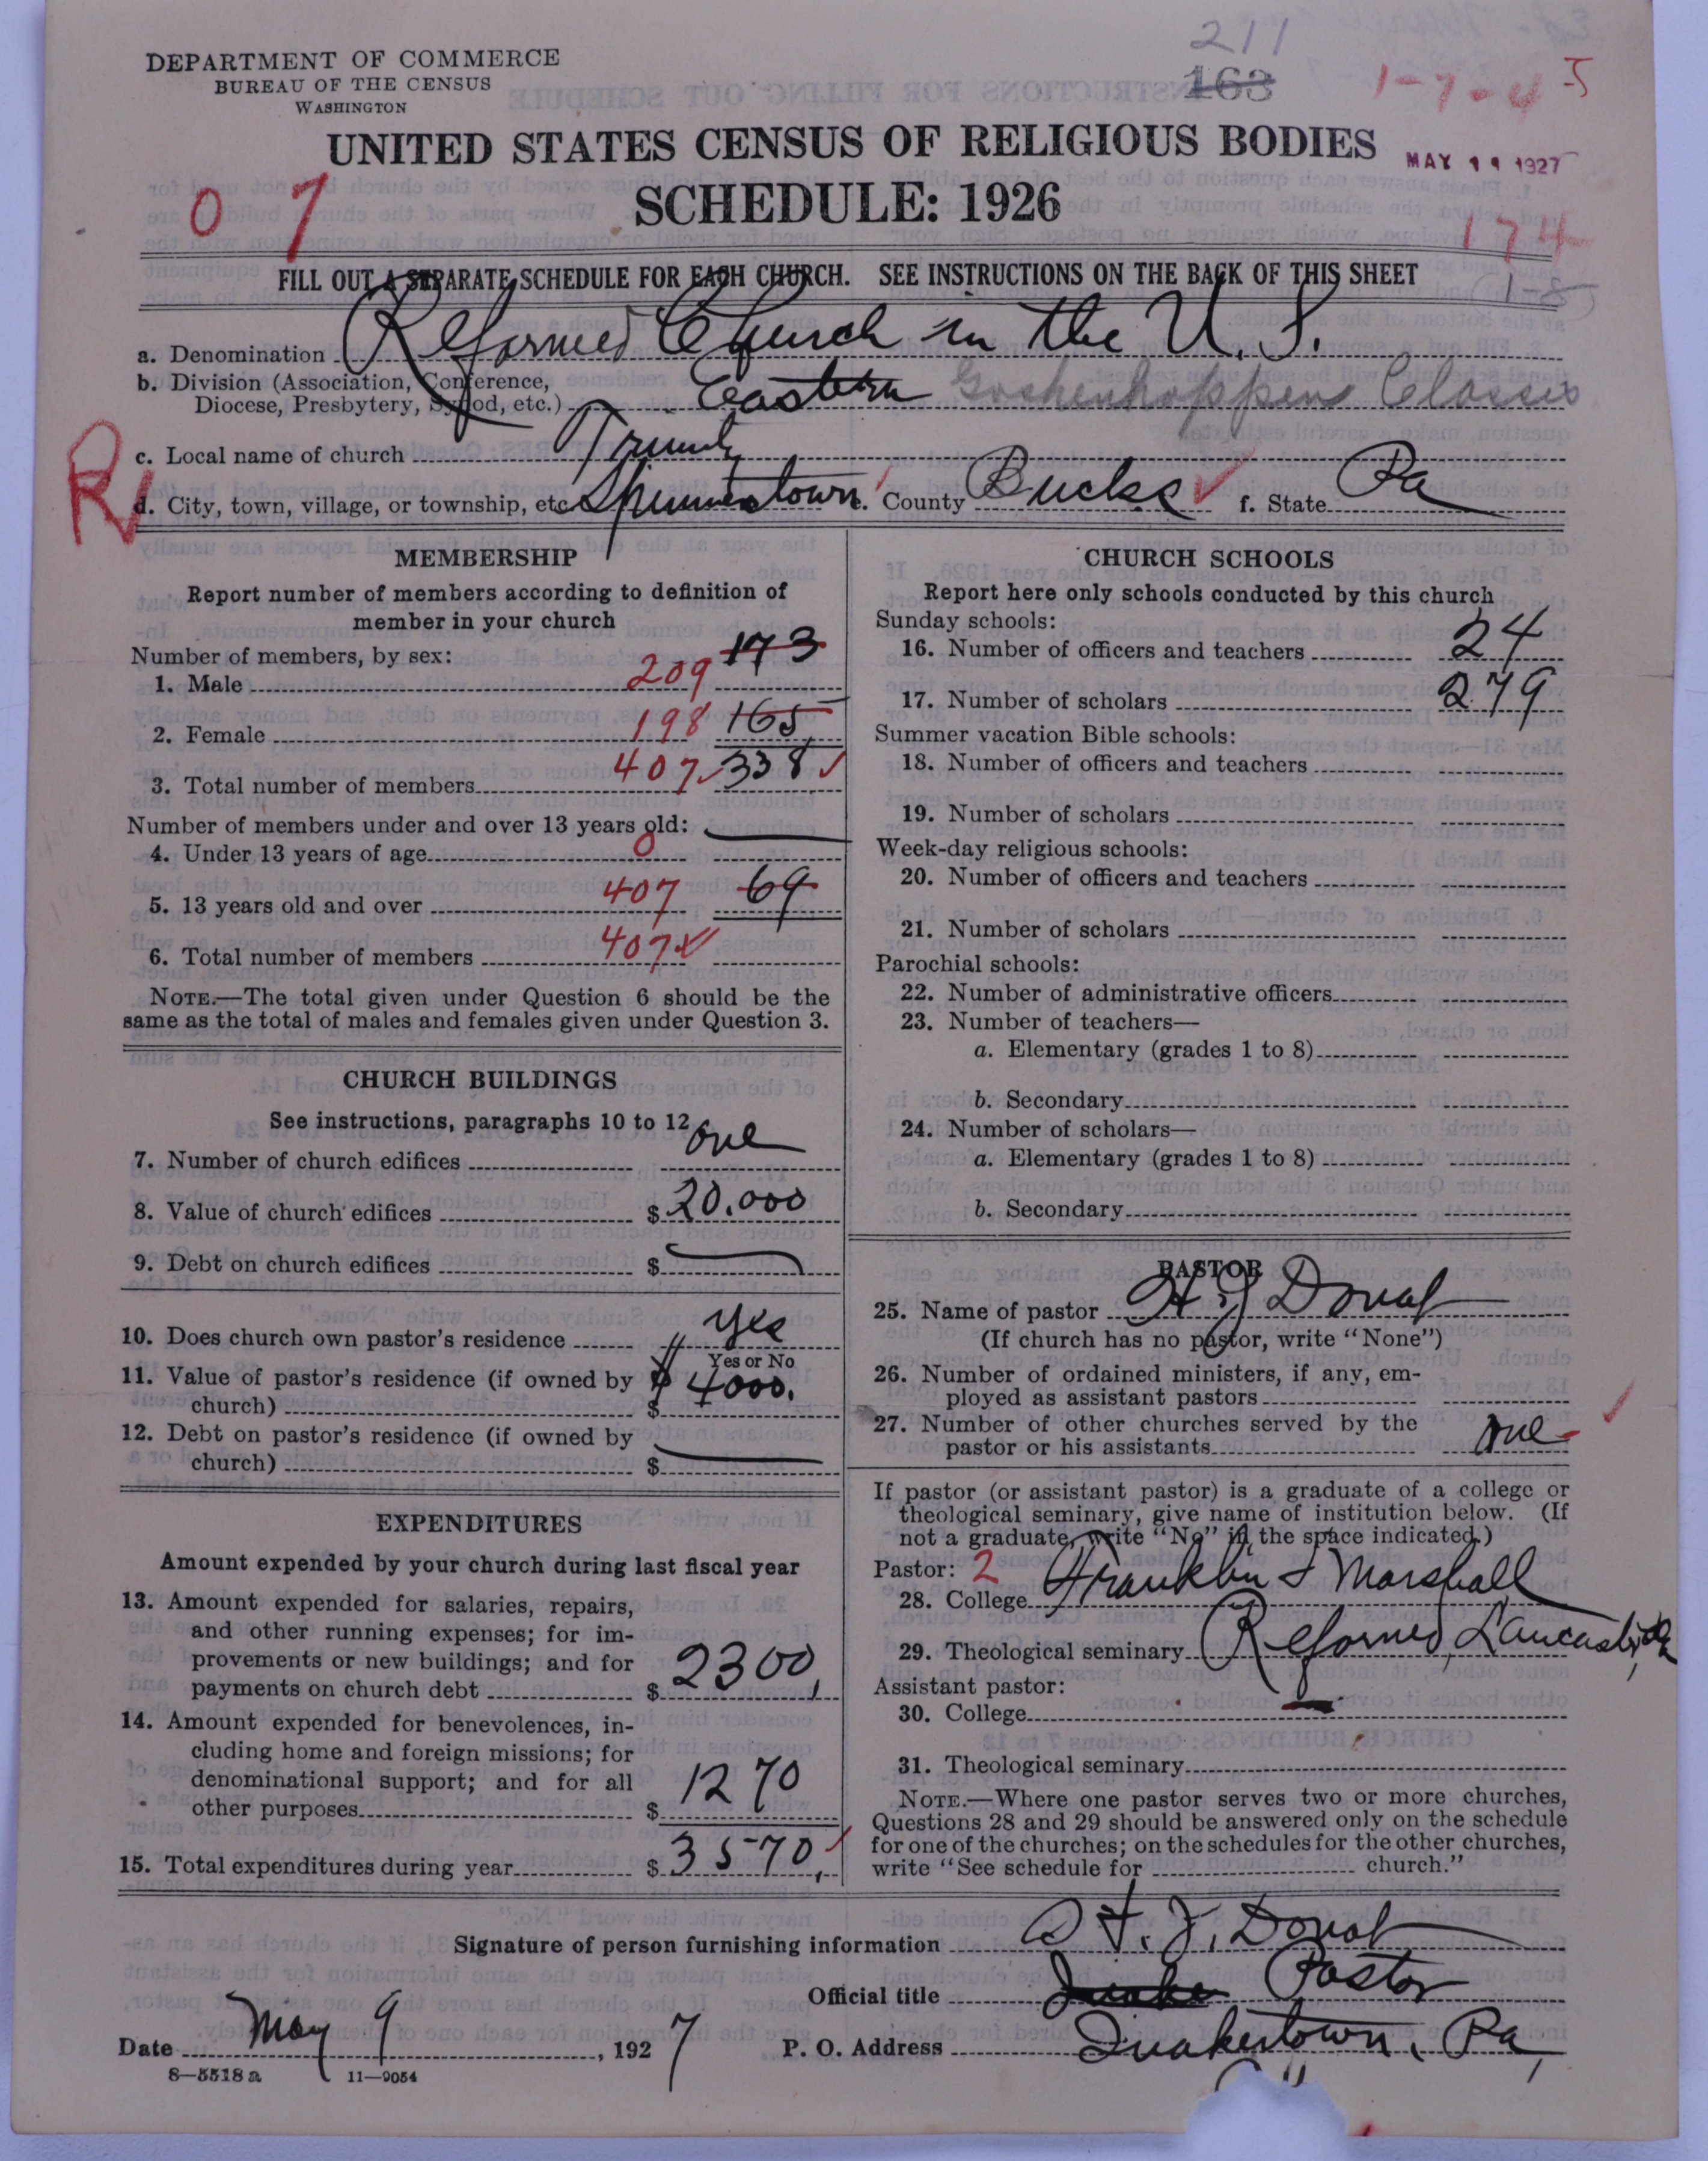 211
163
1-7-45
DEPARTMENT OF COMMERCE
BUREAU OF THE CENSUS
WASHINGTON
UNITED STATES CENSUS OF RELIGIOUS BODIES
MAY 11 1927
SCHEDULE: 1926
0 7
174
FILL OUT A SEPARATE SCHEDULE FOR EACH CHURCH. SEE INSTRUCTIONS ON THE BACK OF THIS SHEET
1-8
a. Denomination Reformed Church in the U.S.
b. Division (Association, Conference,
Diocese, Presbytery, Synod, etc.) Eastern Goshenhoppen Classis
c. Local name of church Trinity
R
d. City, town, village, or township, etc. Spinnerstown e. County Bucks f. State Pa
MEMBERSHIP
Report number of members according to definition of
member in your church
Number of members, by sex:
1. Male 209 173
2. Female 198 165
3. Total number of members 407 338
Number of members under and over 13 years old:
4. Under 13 years of age 0
5. 13 years old and over 407 69
6. Total number of members 407
NOTE.—The total given under Question 6 should be the
same as the total of males and females given under Question 3.
CHURCH BUILDINGS
See instructions, paragraphs 10 to 12
7. Number of church edifices one
8. Value of church edifices $ 20.000
9. Debt on church edifices $
10. Does church own pastor's residence yes
Yes or No
11. Value of pastor's residence (if owned by
church) $ 4000.
12. Debt on pastor's residence (if owned by
church) $
EXPENDITURES
Amount expended by your church during last fiscal year
13. Amount expended for salaries, repairs,
and other running expenses; for im-
provements or new buildings; and for
payments on church debt $ 2300
14. Amount expended for benevolences, in-
cluding home and foreign missions; for
denominational support; and for all
other purposes $ 1270
15. Total expenditures during year $ 3570
CHURCH SCHOOLS
Report here only schools conducted by this church
Sunday schools:
16. Number of officers and teachers 24
17. Number of scholars 279
Summer vacation Bible schools:
18. Number of officers and teachers
19. Number of scholars
Week-day religious schools:
20. Number of officers and teachers
21. Number of scholars
Parochial schools:
22. Number of administrative officers
23. Number of teachers—
a. Elementary (grades 1 to 8)
b. Secondary
24. Number of scholars—
a. Elementary (grades 1 to 8)
b. Secondary
PASTOR
25. Name of pastor H J Donat
(If church has no pastor, write "None")
26. Number of ordained ministers, if any, em-
ployed as assistant pastors
27. Number of other churches served by the
pastor or his assistants one
If pastor (or assistant pastor) is a graduate of a college or
theological seminary, give name of institution below. (If
not a graduate, write "No" in the space indicated.)
Pastor: 2
28. College Franklin & Marshall
29. Theological seminary Reformed, Lancaster, Pa
Assistant pastor:
30. College
31. Theological seminary
NOTE.—Where one pastor serves two or more churches,
Questions 28 and 29 should be answered only on the schedule
for one of the churches; on the schedules for the other churches,
write "See schedule for church."
Signature of person furnishing information H. J. Donat
Official title Pastor
Date May 9, 1927 P. O. Address Quakertown, Pa,
8—5518a 11—9054